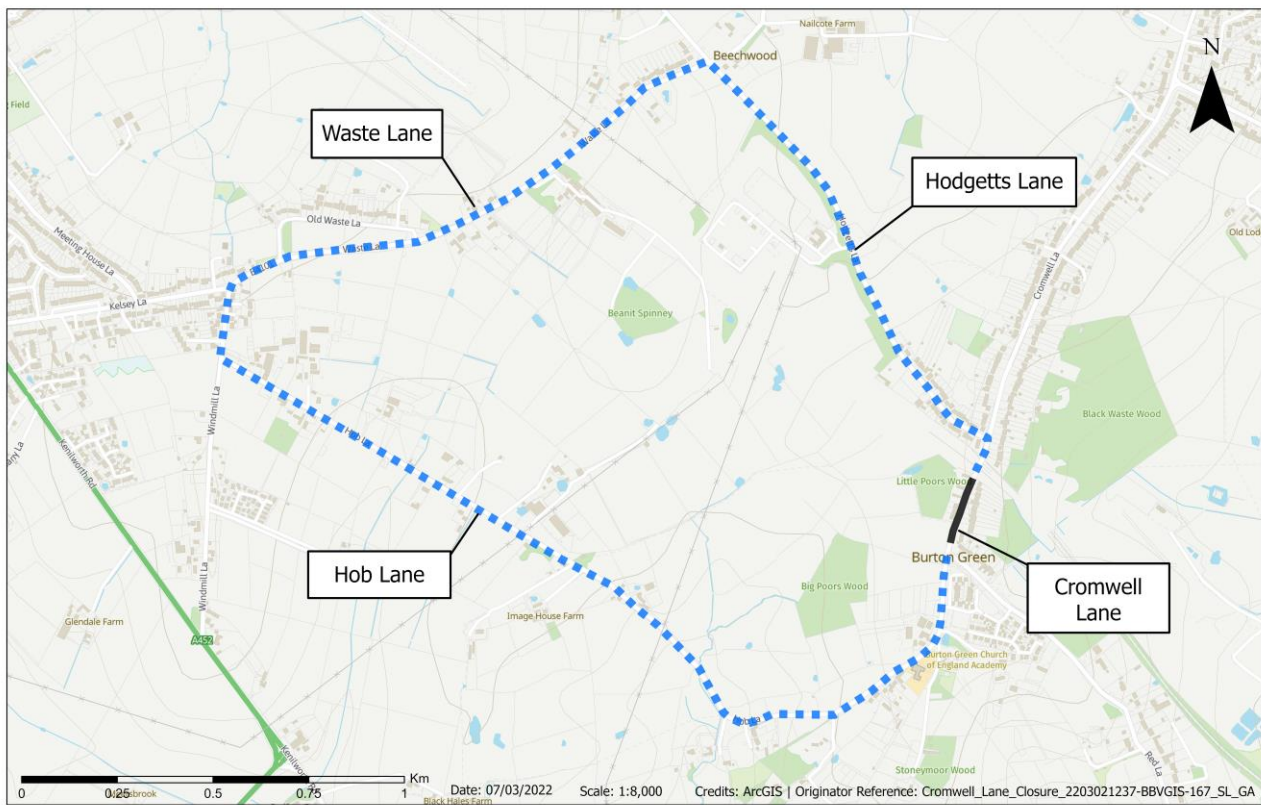 Nailcote Farm
Beechwood
N
Waste Lane
Hodgetts Lane
Old Waste La
Waste La
Meeting House La
Kelsey La
Cromwell La
Beanit Spinney
Black Waste Wood
Windmill La
Hob La
Kenilworth Rd
Little Poors Wood
Hob Lane
Burton Green
Cromwell
Lane
Big Poors Wood
Image House Farm
Glendale Farm
Windmill La
A452
Burton Green Church
of England Academy
Hob La
Red La
Stoneymoor Wood
Black Hales Farm
Km
0 0.25 0.5 0.75 1
Date: 07/03/2022 Scale: 1:8,000 Credits: ArcGIS | Originator Reference: Cromwell_Lane_Closure_2203021237-BBVGIS-167_SL_GA